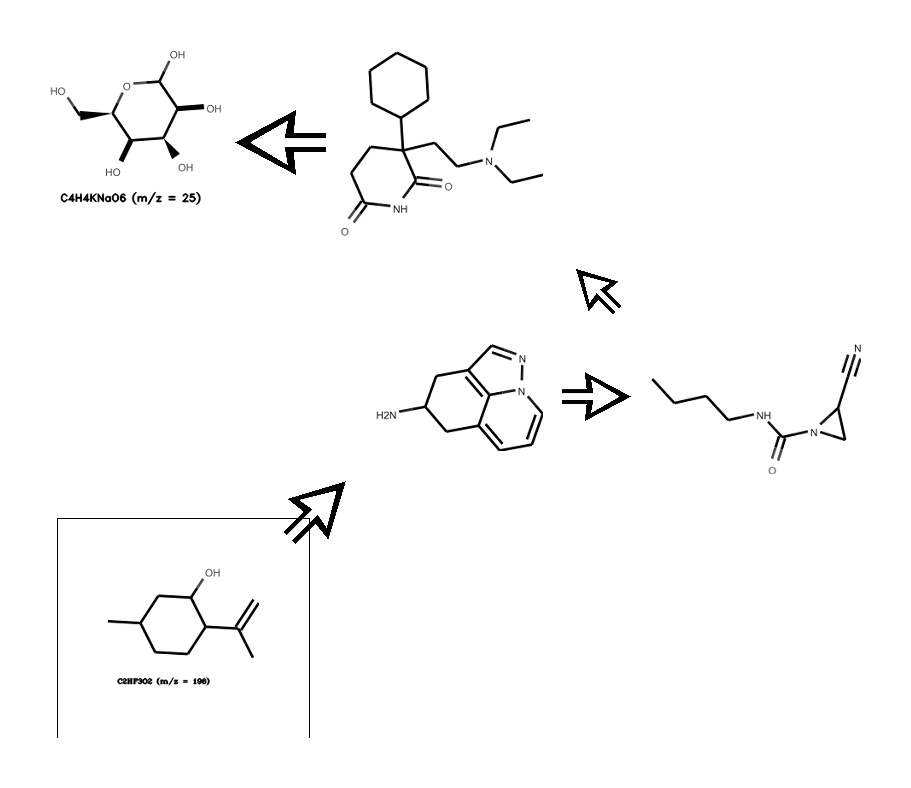 OH
HO
O
OH
HO
OH
C4H4KNaO6 (m/z = 25)
N
O
NH
O
N
N
H2N
N
NH
N
O
OH
C2HF3O2 (m/z = 196)